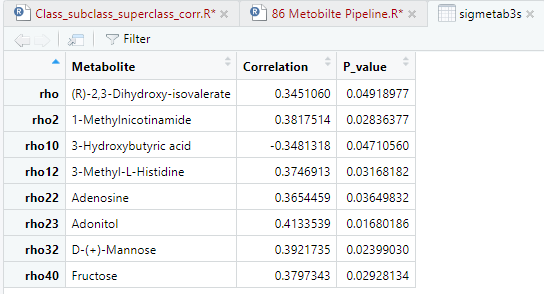 Class_subclass_superclass_corr.R* 86 Metobilte Pipeline.R* sigmetab3s
Filter
Metabolite Correlation P_value
rho (R)-2,3-Dihydroxy-isovalerate 0.3451060 0.04918977
rho2 1-Methylnicotinamide 0.3817514 0.02836377
rho10 3-Hydroxybutyric acid -0.3481318 0.04710560
rho12 3-Methyl-L-Histidine 0.3746913 0.03168182
rho22 Adenosine 0.3654459 0.03649832
rho23 Adonitol 0.4133539 0.01680186
rho32 D-(+)-Mannose 0.3921735 0.02399030
rho40 Fructose 0.3797343 0.02928134